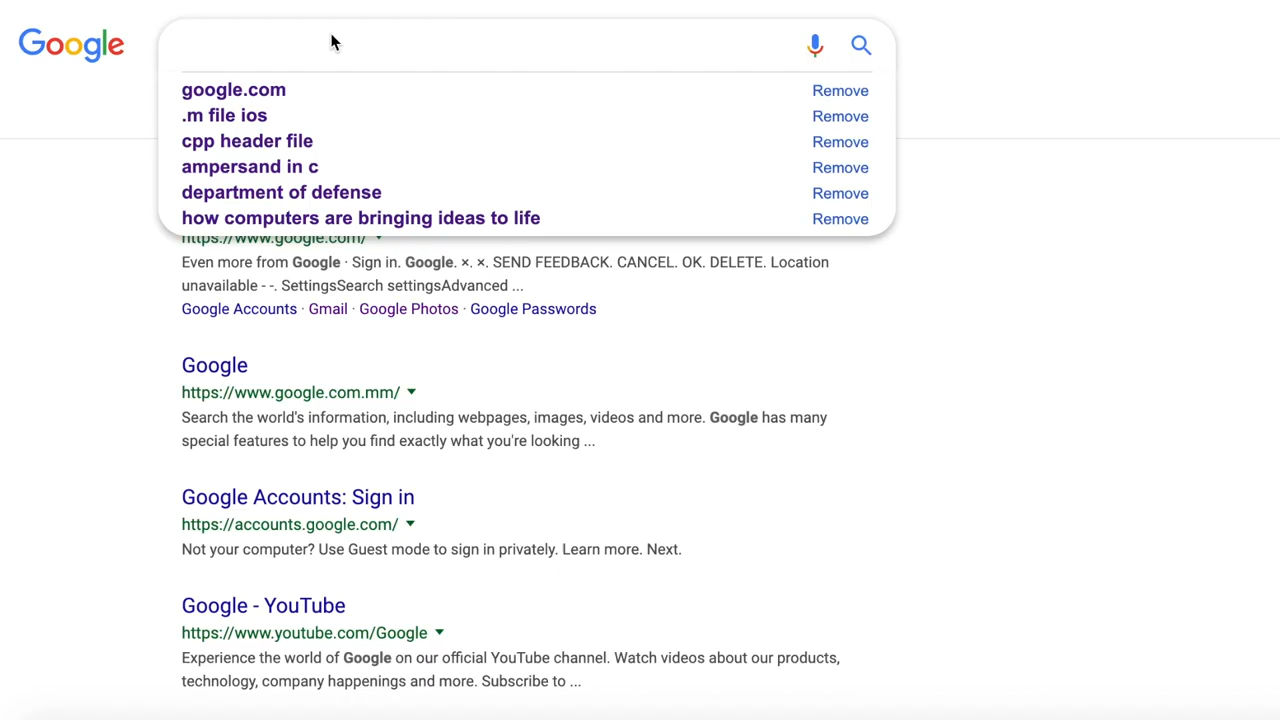 Google
google.com Remove
.m file ios Remove
cpp header file Remove
ampersand in c Remove
department of defense Remove
how computers are bringing ideas to life Remove
https://www.google.com/
Even more from Google · Sign in. Google. ×. ×. SEND FEEDBACK. CANCEL. OK. DELETE. Location
unavailable - -. SettingsSearch settingsAdvanced ...
Google Accounts · Gmail · Google Photos · Google Passwords
Google
https://www.google.com.mm/
Search the world's information, including webpages, images, videos and more. Google has many
special features to help you find exactly what you're looking ...
Google Accounts: Sign in
https://accounts.google.com/
Not your computer? Use Guest mode to sign in privately. Learn more. Next.
Google - YouTube
https://www.youtube.com/Google
Experience the world of Google on our official YouTube channel. Watch videos about our products,
technology, company happenings and more. Subscribe to ...